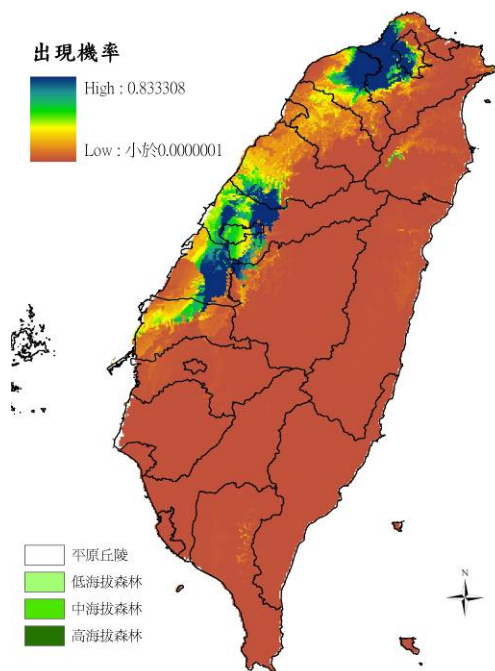 出現機率
High : 0.833308
Low : 小於0.0000001
平原丘陵
低海拔森林
中海拔森林
高海拔森林
N